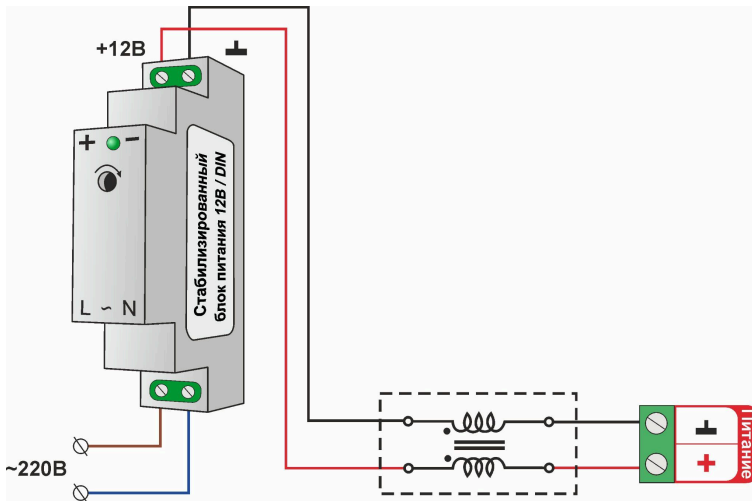 +12В
+ −
Стабилизированный
блок питания 12В / DIN
L ~ N
~220В
Питание
+